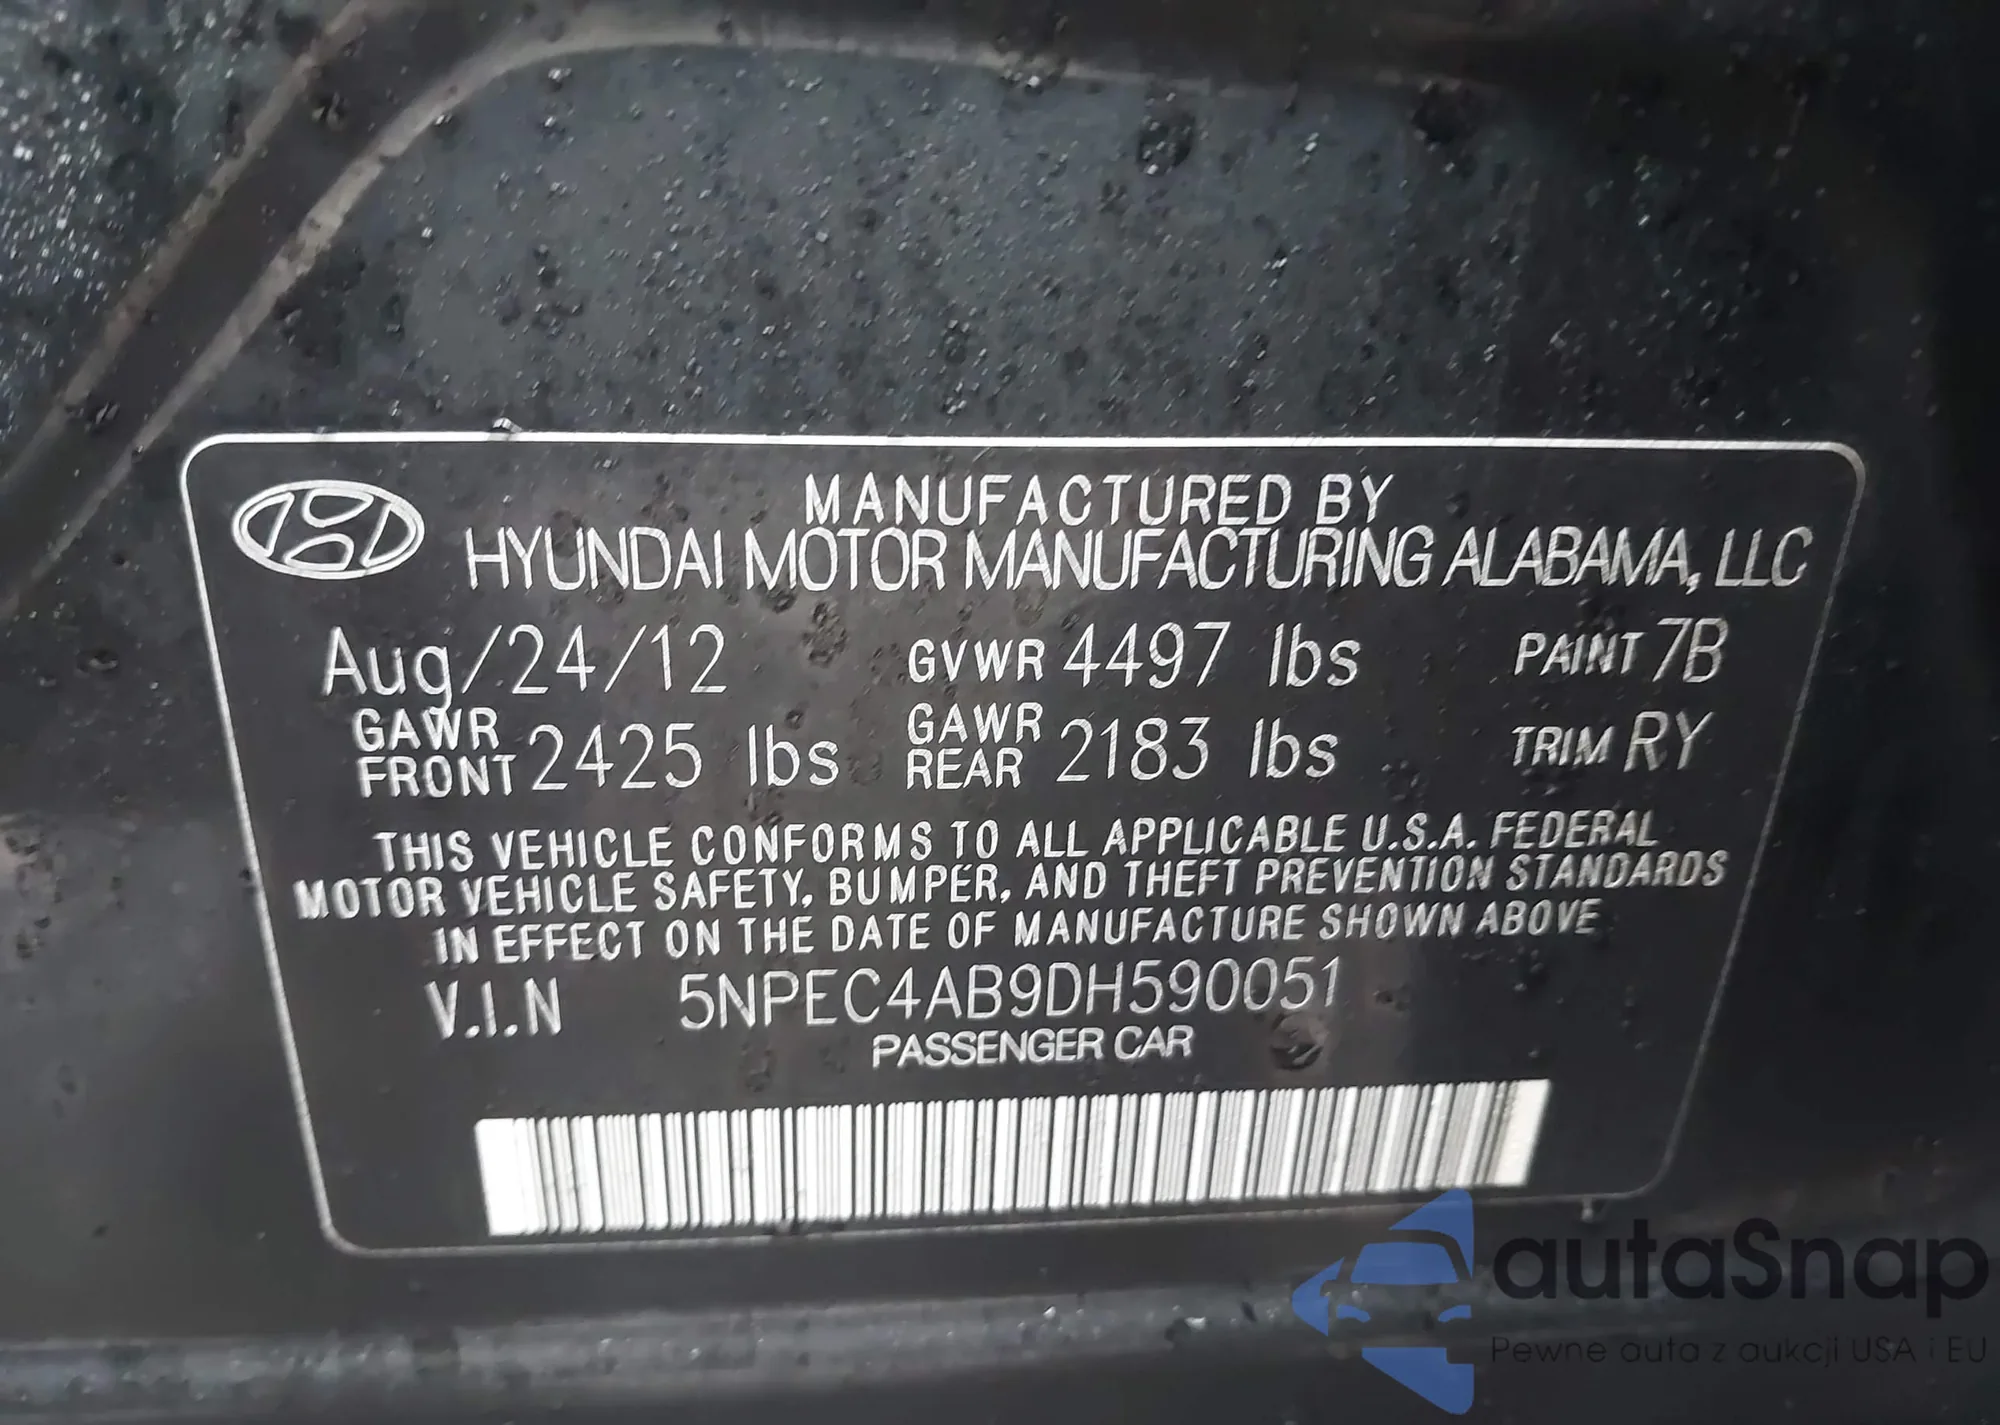 MANUFACTURED BY
HYUNDAI MOTOR MANUFACTURING ALABAMA, LLC
Aug/24/12 GVWR 4497 lbs PAINT 7B
GAWR FRONT 2425 lbs GAWR REAR 2183 lbs TRIM RY
THIS VEHICLE CONFORMS TO ALL APPLICABLE U.S.A. FEDERAL
MOTOR VEHICLE SAFETY, BUMPER, AND THEFT PREVENTION STANDARDS
IN EFFECT ON THE DATE OF MANUFACTURE SHOWN ABOVE
V.I.N 5NPEC4AB9DH590051
PASSENGER CAR
autaSnap
Pewne auta z aukcji USA i EU